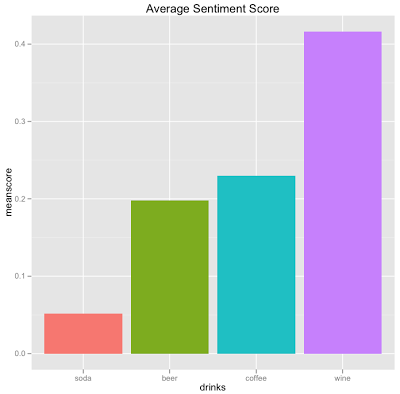 Average Sentiment Score
meanscore
0.4
0.3
0.2
0.1
0.0
soda beer coffee wine
drinks